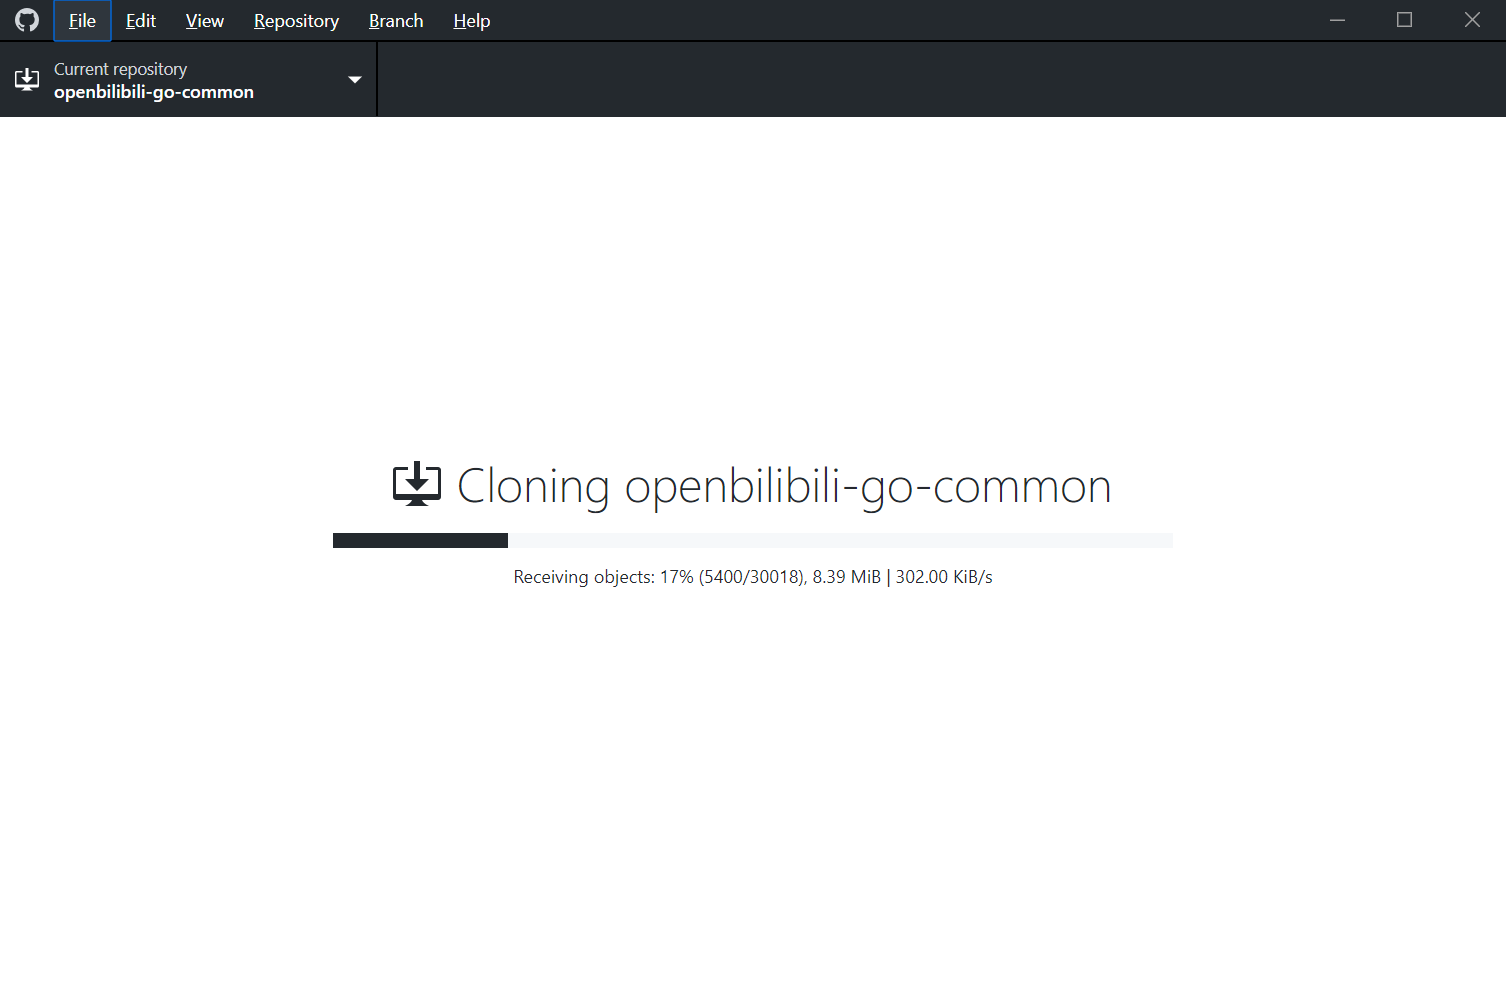 File Edit View Repository Branch Help
Current repository
openbilibili-go-common
Cloning openbilibili-go-common
Receiving objects: 17% (5400/30018), 8.39 MiB | 302.00 KiB/s